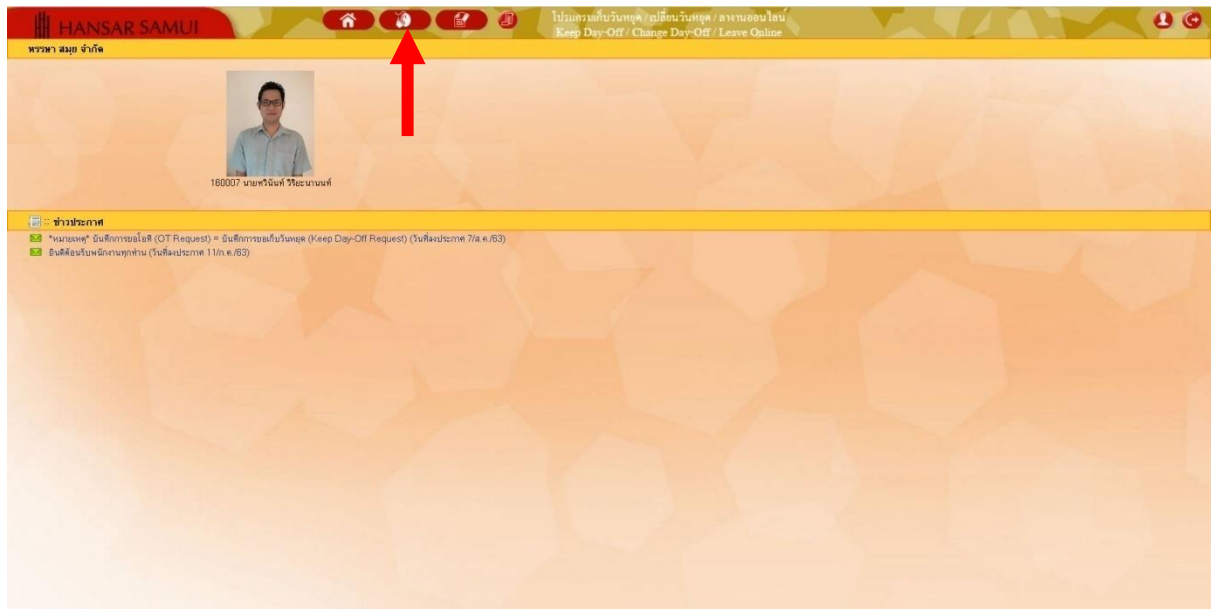 HANSAR SAMUI
โปรแกรมเก็บวันหยุด / เปลี่ยนวันหยุด / ลางานออนไลน์
Keep Day-Off / Change Day-Off / Leave Online
พรรษา สมุย จำกัด
160007 นายทวินันท์ วิริยะนานนท์
:: ข่าวประกาศ
*หมายเหตุ* บันทึกการขอโอที (OT Request) = บันทึกการขอเก็บวันหยุด (Keep Day-Off Request) (วันที่ลงประกาศ 7/ส.ค./63)
ยินดีต้อนรับพนักงานทุกท่าน (วันที่ลงประกาศ 11/ก.ค./63)